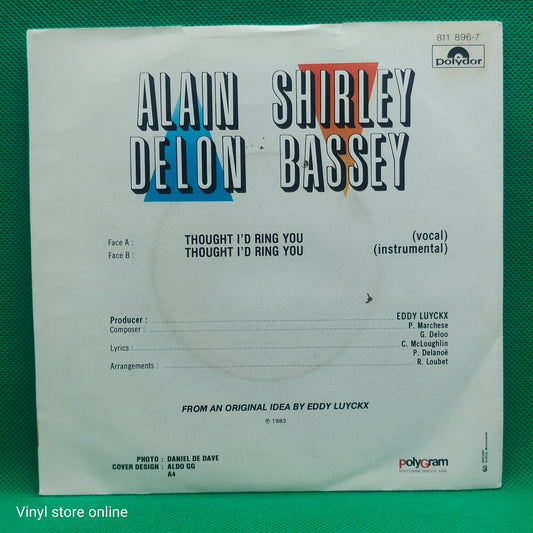 811 896-7
polydor
ALAIN SHIRLEY
DELON BASSEY
Face A : THOUGHT I'D RING YOU (vocal)
Face B : THOUGHT I'D RING YOU (instrumental)
Producer : EDDY LUYCKX
Composer : P. Marchese
G. Deloo
Lyrics : C. McLoughlin
P. Delanoë
Arrangements : R. Loubet
FROM AN ORIGINAL IDEA BY EDDY LUYCKX
℗ 1983
PHOTO : DANIEL DE DAVE
COVER DESIGN : ALDO GG
A4
polyGram
Vinyl store online